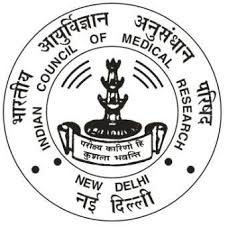 भारतीय आयुर्विज्ञान अनुसंधान परिषद
INDIAN COUNCIL OF MEDICAL RESEARCH
परीक्ष्य कारिणो हि
कुशला भवन्ति
NEW DELHI
नई दिल्ली